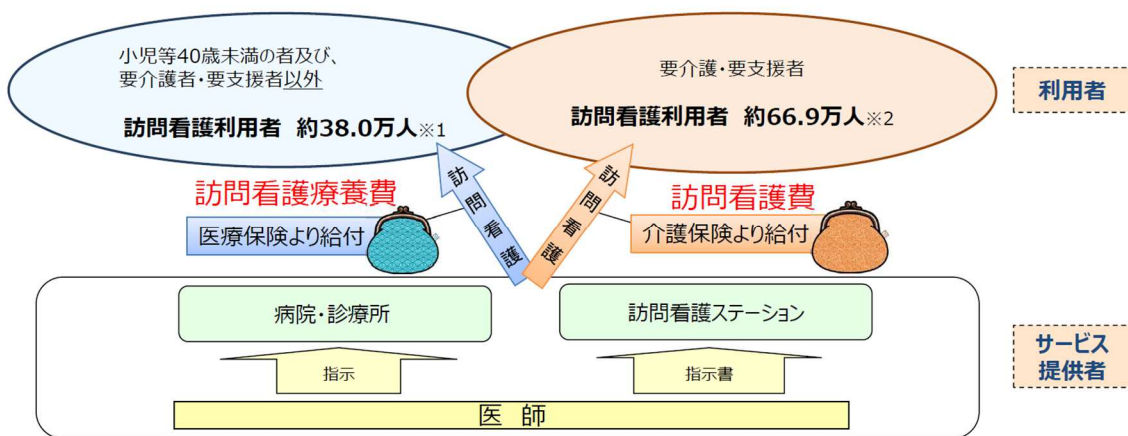 小児等40歳未満の者及び、
要介護者・要支援者以外
訪問看護利用者 約38.0万人※1
要介護・要支援者
訪問看護利用者 約66.9万人※2
利用者
訪問看護療養費
医療保険より給付
訪問看護
訪問看護
訪問看護費
介護保険より給付
病院・診療所
訪問看護ステーション
指示
指示書
医 師
サービス
提供者